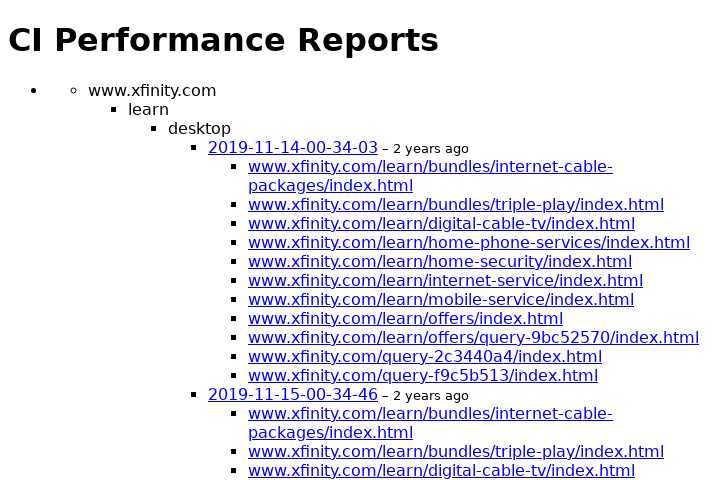 CI Performance Reports
www.xfinity.com
learn
desktop
2019-11-14-00-34-03 – 2 years ago
www.xfinity.com/learn/bundles/internet-cable-
packages/index.html
www.xfinity.com/learn/bundles/triple-play/index.html
www.xfinity.com/learn/digital-cable-tv/index.html
www.xfinity.com/learn/home-phone-services/index.html
www.xfinity.com/learn/home-security/index.html
www.xfinity.com/learn/internet-service/index.html
www.xfinity.com/learn/mobile-service/index.html
www.xfinity.com/learn/offers/index.html
www.xfinity.com/learn/offers/query-9bc52570/index.html
www.xfinity.com/query-2c3440a4/index.html
www.xfinity.com/query-f9c5b513/index.html
2019-11-15-00-34-46 – 2 years ago
www.xfinity.com/learn/bundles/internet-cable-
packages/index.html
www.xfinity.com/learn/bundles/triple-play/index.html
www.xfinity.com/learn/digital-cable-tv/index.html